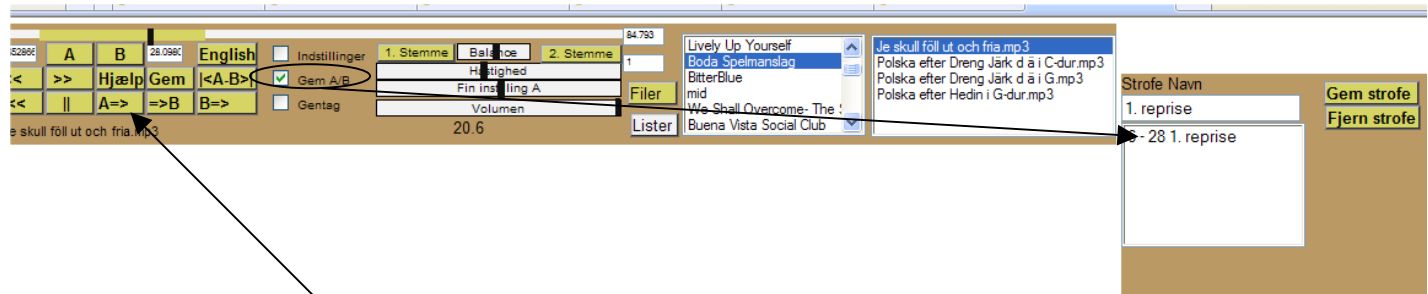 84.793
52866 A B 28.098C English Indstillinger 1. Stemme Balance 2. Stemme 1
<< >> Hjælp Gem |<A-B>| Gem A/B Hastighed Filer
<< || A=> =>B B=> Gentag Fin instilling A
Volumen
20.6 Lister
e skull föll ut och fria.mp3
Lively Up Yourself
Boda Spelmanslag
BitterBlue
mid
We Shall Overcome- The S
Buena Vista Social Club
Je skull föll ut och fria.mp3
Polska efter Dreng Järk d ä i C-dur.mp3
Polska efter Dreng Järk d ä i G.mp3
Polska efter Hedin i G-dur.mp3
Strofe Navn
1. reprise
- 28 1. reprise
Gem strofe
Fjern strofe